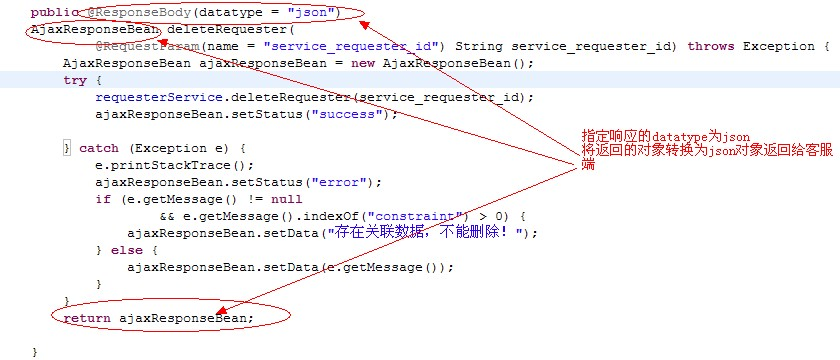 public @ResponseBody(datatype = "json")
AjaxResponseBean deleteRequester(
@RequestParam(name = "service_requester_id") String service_requester_id) throws Exception {
AjaxResponseBean ajaxResponseBean = new AjaxResponseBean();
try {
requesterService.deleteRequester(service_requester_id);
ajaxResponseBean.setStatus("success");
} catch (Exception e) {
e.printStackTrace();
ajaxResponseBean.setStatus("error");
if (e.getMessage() != null
&& e.getMessage().indexOf("constraint") > 0) {
ajaxResponseBean.setData("存在关联数据，不能删除！");
} else {
ajaxResponseBean.setData(e.getMessage());
}
}
return ajaxResponseBean;
}
指定响应的datatype为json
将返回的对象转换为json对象返回给客服
端